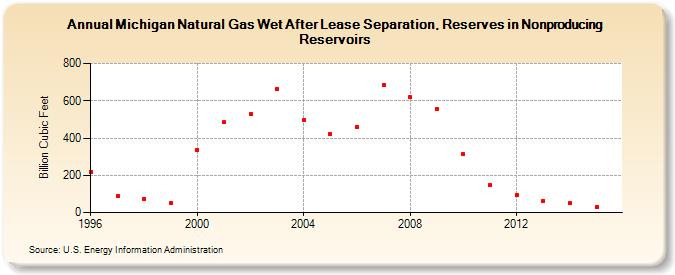 Annual Michigan Natural Gas Wet After Lease Separation, Reserves in Nonproducing
Reservoirs
Billion Cubic Feet
800
600
400
200
0
1996
2000
2004
2008
2012
Source: U.S. Energy Information Administration